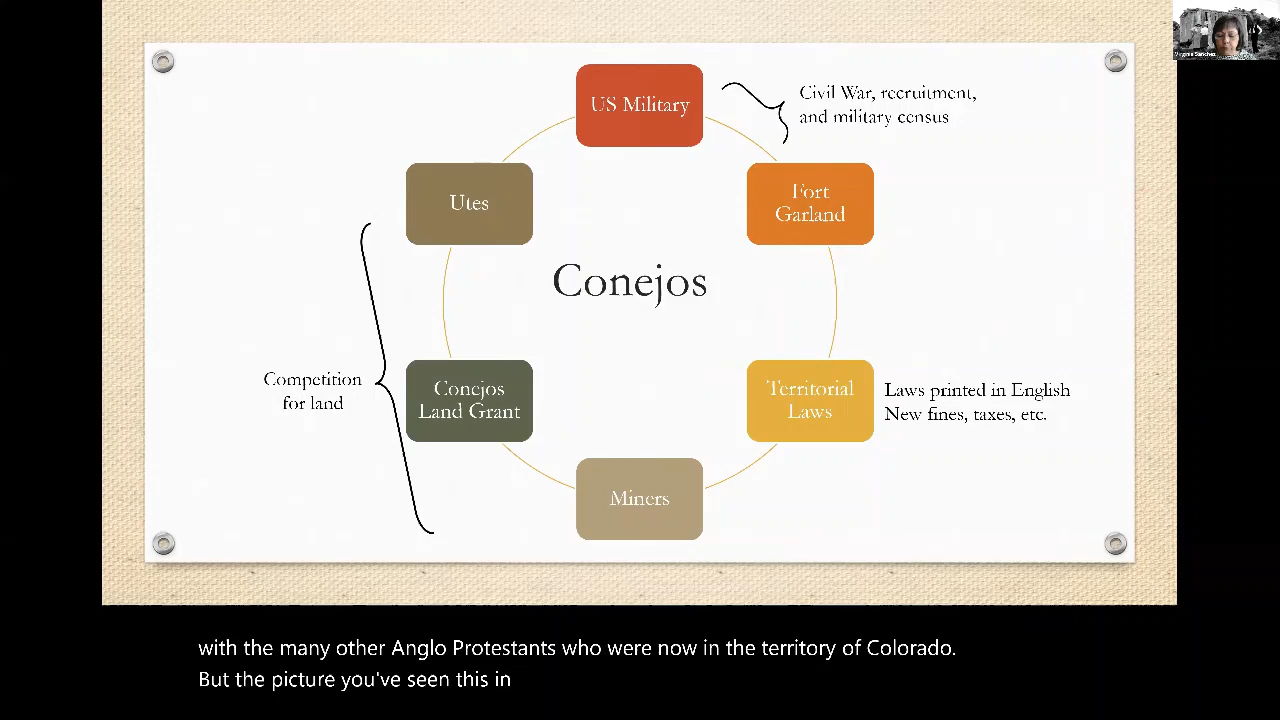 Virginia Sanchez
US Military
Civil War, recruitment,
and military census
Utes
Fort
Garland
Conejos
Competition
for land
Conejos
Land Grant
Territorial
Laws
Laws printed in English
New fines, taxes, etc.
Miners
with the many other Anglo Protestants who were now in the territory of Colorado.
But the picture you've seen this in